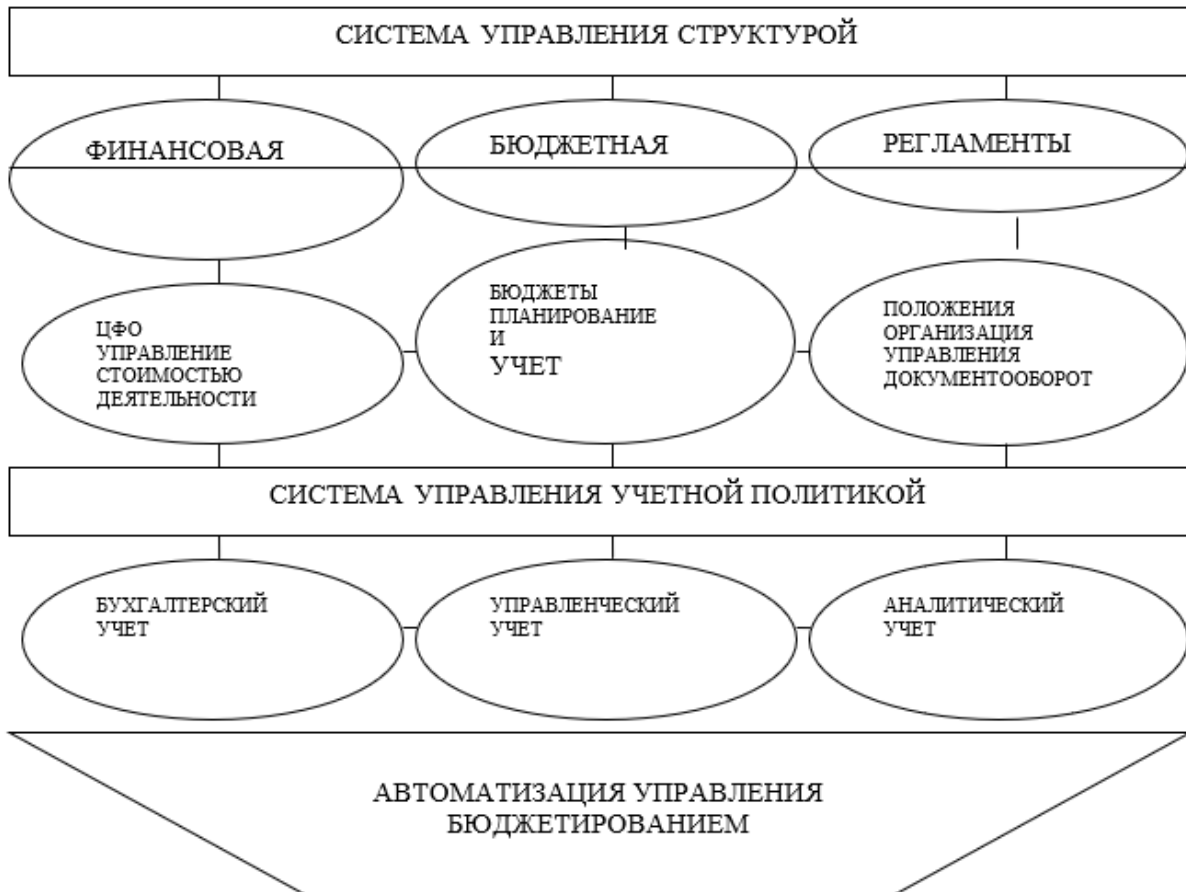 СИСТЕМА УПРАВЛЕНИЯ СТРУКТУРОЙ
ФИНАНСОВАЯ
БЮДЖЕТНАЯ
РЕГЛАМЕНТЫ
ЦФО
УПРАВЛЕНИЕ
СТОИМОСТЬЮ
ДЕЯТЕЛЬНОСТИ
БЮДЖЕТЫ
ПЛАНИРОВАНИЕ
И
УЧЕТ
ПОЛОЖЕНИЯ
ОРГАНИЗАЦИЯ
УПРАВЛЕНИЯ
ДОКУМЕНТООБОРОТ
СИСТЕМА УПРАВЛЕНИЯ УЧЕТНОЙ ПОЛИТИКОЙ
БУХГАЛТЕРСКИЙ
УЧЕТ
УПРАВЛЕНЧЕСКИЙ
УЧЕТ
АНАЛИТИЧЕСКИЙ
УЧЕТ
АВТОМАТИЗАЦИЯ УПРАВЛЕНИЯ
БЮДЖЕТИРОВАНИЕМ